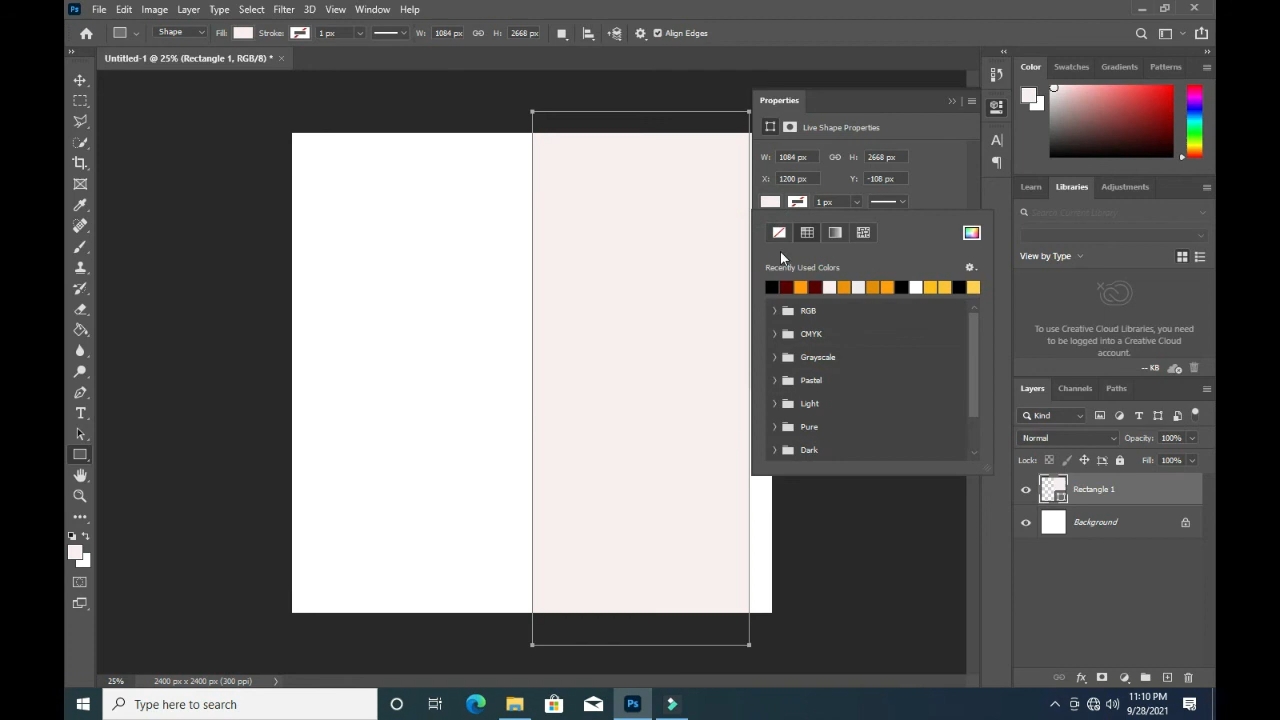 Ps File Edit Image Layer Type Select Filter 3D View Window Help
Shape Fill: Stroke: 1 px W: 1084 px H: 2668 px Align Edges
Untitled-1 @ 25% (Rectangle 1, RGB/8) *
Properties
Live Shape Properties
W: 1084 px H: 2668 px
X: 1200 px Y: -108 px
1 px
Recently Used Colors
RGB
CMYK
Grayscale
Pastel
Light
Pure
Dark
Color Swatches Gradients Patterns
Learn Libraries Adjustments
Search Current Library
View by Type
To use Creative Cloud Libraries, you need
to be logged into a Creative Cloud
account.
-- KB
Layers Channels Paths
Kind
Normal Opacity: 100%
Lock: Fill: 100%
Rectangle 1
Background
25% 2400 px x 2400 px (300 ppi)
Type here to search
Ps
11:10 PM
9/28/2021